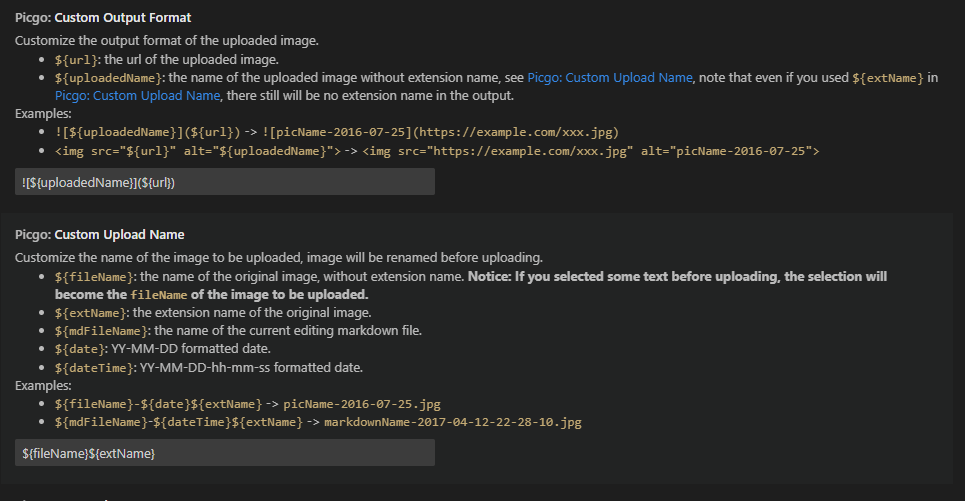 Picgo: Custom Output Format
Customize the output format of the uploaded image.
• ${url}: the url of the uploaded image.
• ${uploadedName}: the name of the uploaded image without extension name, see Picgo: Custom Upload Name, note that even if you used ${extName} in
Picgo: Custom Upload Name, there still will be no extension name in the output.
Examples:
• ![${uploadedName}](${url}) -> ![picName-2016-07-25](https://example.com/xxx.jpg)
• <img src="${url}" alt="${uploadedName}"> -> <img src="https://example.com/xxx.jpg" alt="picName-2016-07-25">
![${uploadedName}](${url})
Picgo: Custom Upload Name
Customize the name of the image to be uploaded, image will be renamed before uploading.
• ${fileName}: the name of the original image, without extension name. Notice: If you selected some text before uploading, the selection will
become the fileName of the image to be uploaded.
• ${extName}: the extension name of the original image.
• ${mdFileName}: the name of the current editing markdown file.
• ${date}: YY-MM-DD formatted date.
• ${dateTime}: YY-MM-DD-hh-mm-ss formatted date.
Examples:
• ${fileName}-${date}${extName} -> picName-2016-07-25.jpg
• ${mdFileName}-${dateTime}${extName} -> markdownName-2017-04-12-22-28-10.jpg
${fileName}${extName}